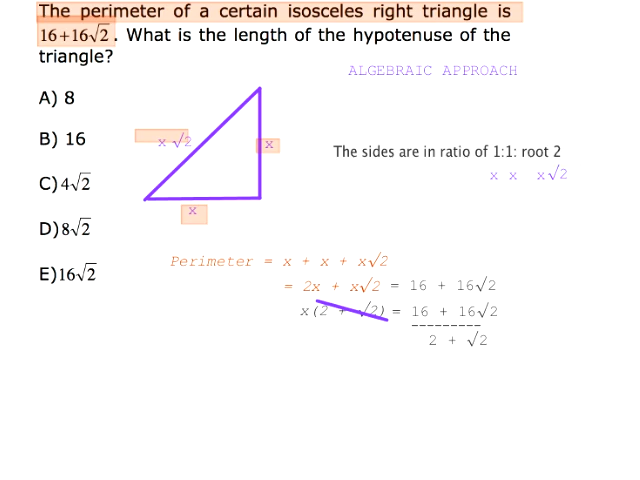 The perimeter of a certain isosceles right triangle is
16+16√2. What is the length of the hypotenuse of the
triangle?
ALGEBRAIC APPROACH
A) 8
B) 16
x √2
x
The sides are in ratio of 1:1: root 2
x x x√2
C) 4√2
x
D) 8√2
Perimeter = x + x + x√2
E) 16√2
= 2x + x√2 = 16 + 16√2
x (2 + √2) = 16 + 16√2
---------
2 + √2